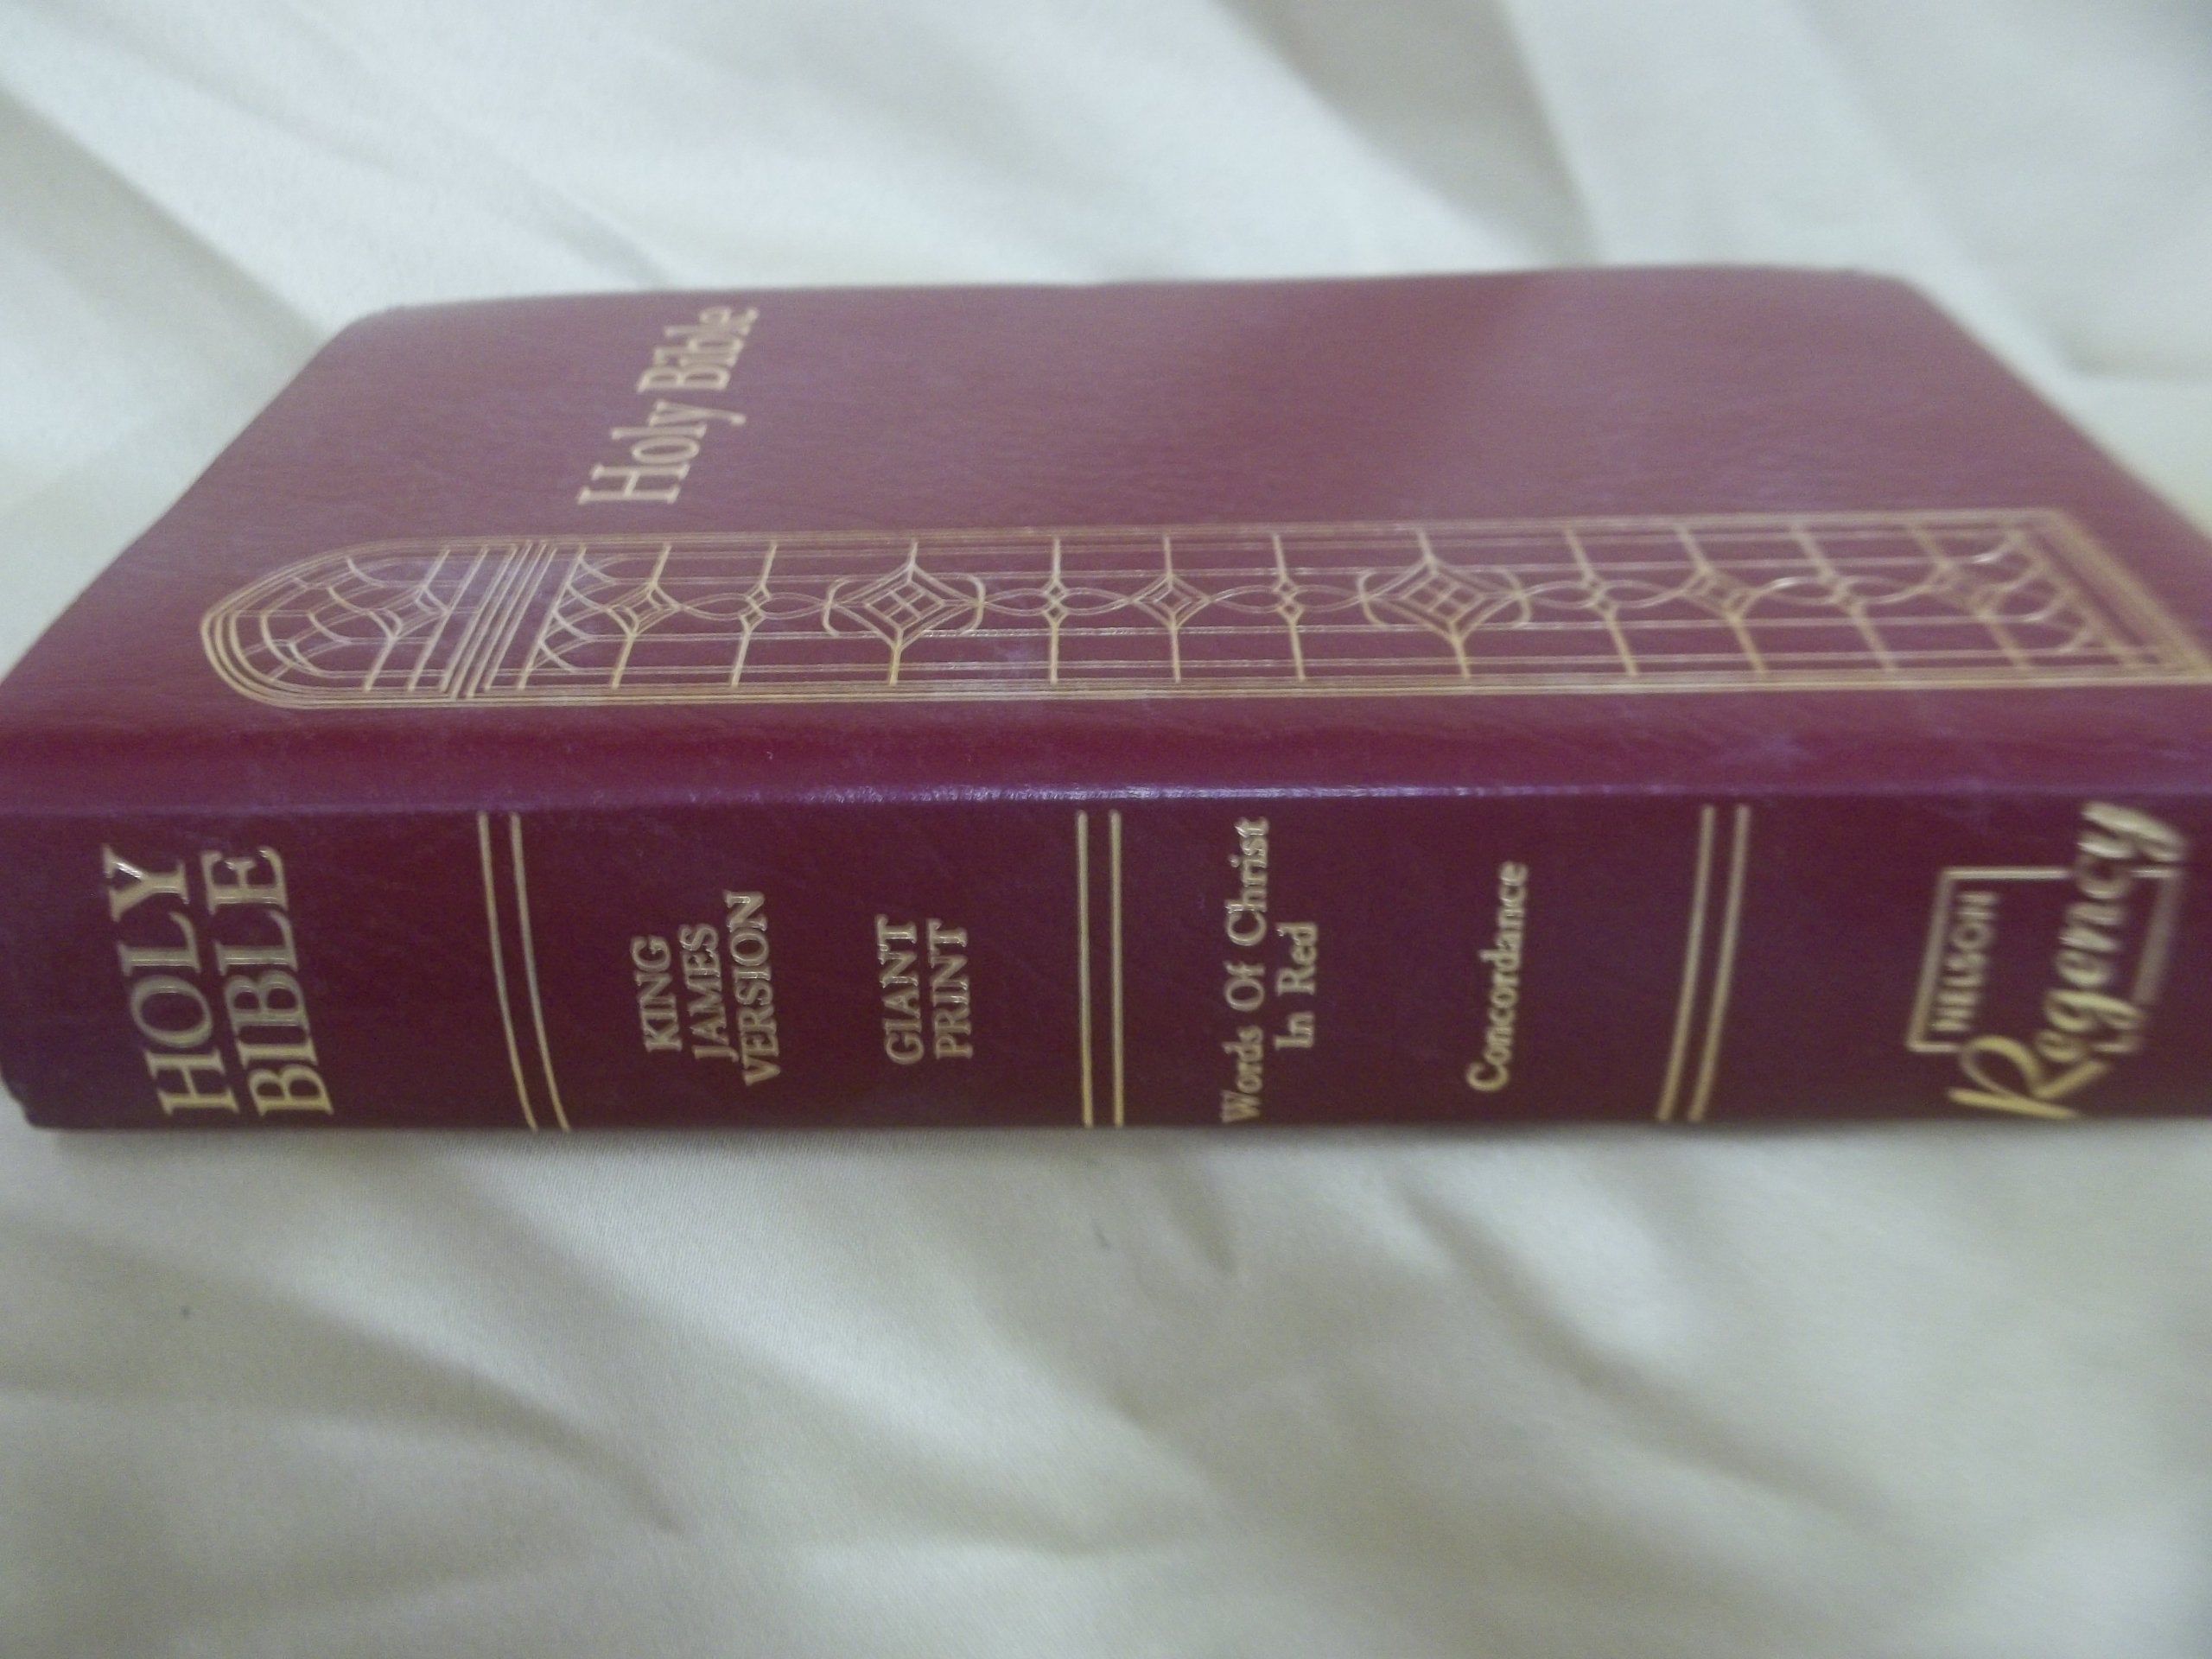 Holy Bible
HOLY
BIBLE
KING
JAMES
VERSION
GIANT
PRINT
Words Of Christ
In Red
Concordance
NELSON
Regency